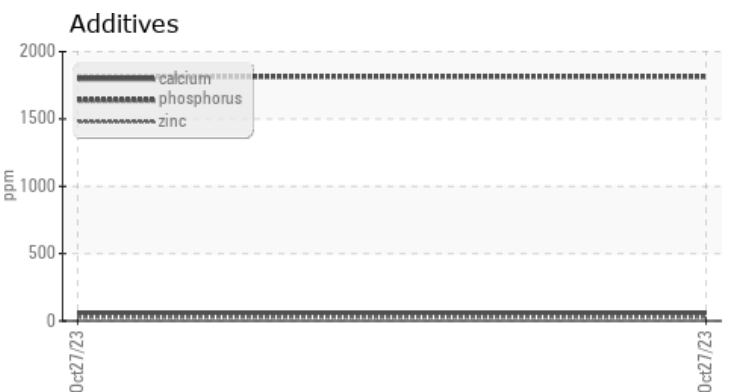 Additives
2000
calcium
phosphorus
1500
zinc
ppm
1000
500
0
Oct27/23
Oct27/23